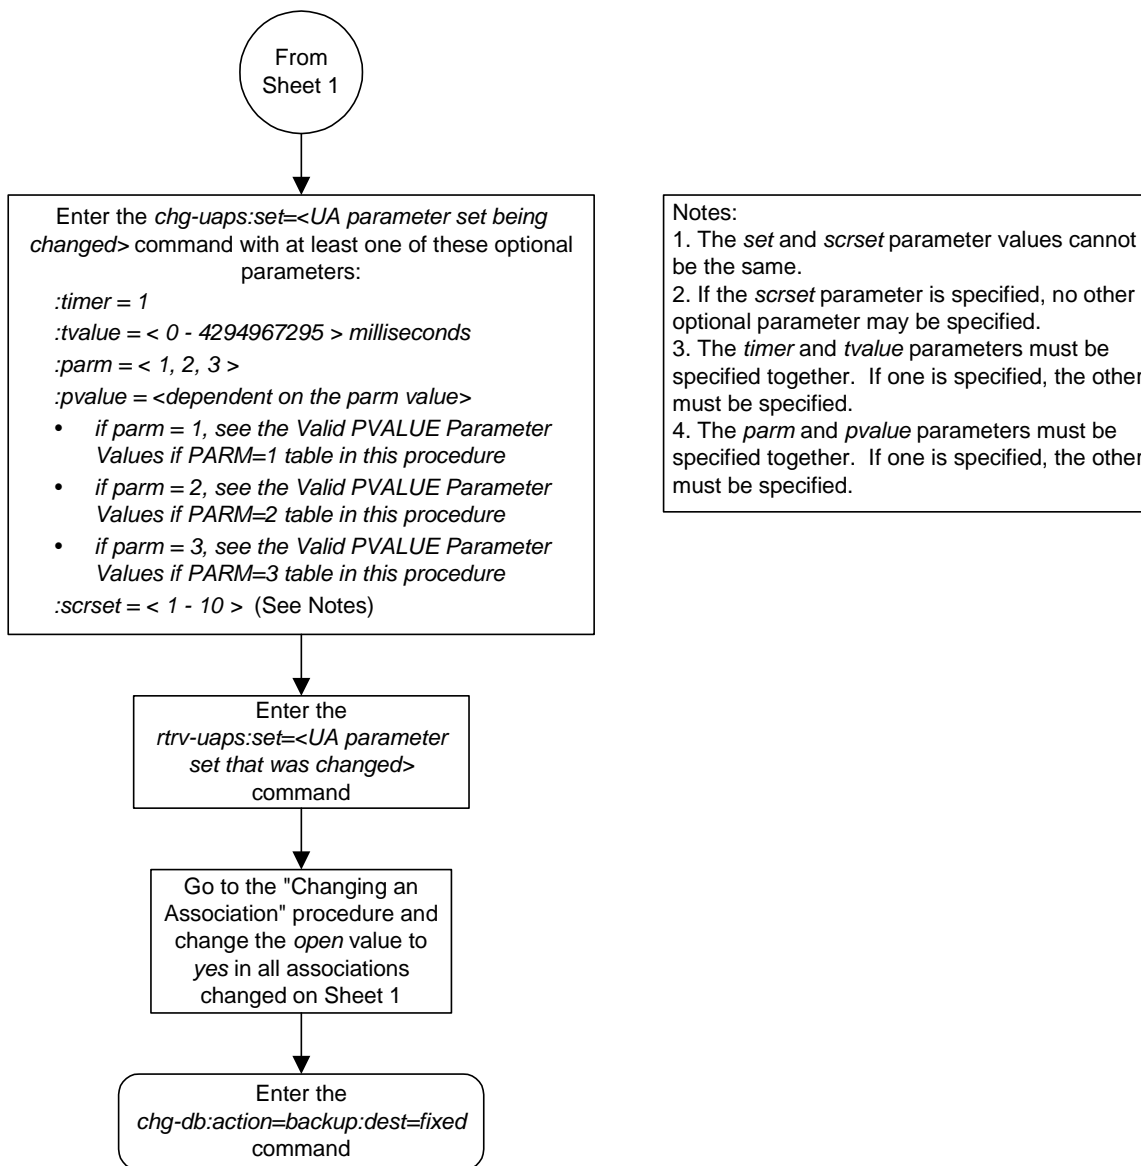 From
Sheet 1
Enter the chg-uaps:set=<UA parameter set being
changed> command with at least one of these optional
parameters:
:timer = 1
:tvalue = < 0 - 4294967295 > milliseconds
:parm = < 1, 2, 3 >
:pvalue = <dependent on the parm value>
• if parm = 1, see the Valid PVALUE Parameter
Values if PARM=1 table in this procedure
• if parm = 2, see the Valid PVALUE Parameter
Values if PARM=2 table in this procedure
• if parm = 3, see the Valid PVALUE Parameter
Values if PARM=3 table in this procedure
:scrset = < 1 - 10 > (See Notes)
Notes:
1. The set and scrset parameter values cannot
be the same.
2. If the scrset parameter is specified, no other
optional parameter may be specified.
3. The timer and tvalue parameters must be
specified together. If one is specified, the other
must be specified.
4. The parm and pvalue parameters must be
specified together. If one is specified, the other
must be specified.
Enter the
rtrv-uaps:set=<UA parameter
set that was changed>
command
Go to the "Changing an
Association" procedure and
change the open value to
yes in all associations
changed on Sheet 1
Enter the
chg-db:action=backup:dest=fixed
command